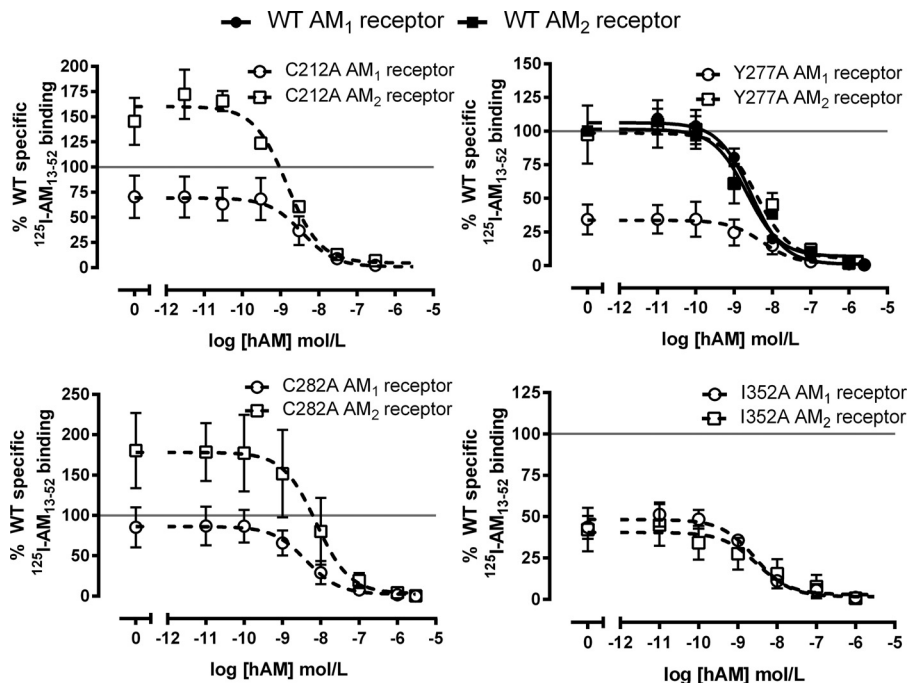 WT AM₁ receptor WT AM₂ receptor
C212A AM₁ receptor
C212A AM₂ receptor
% WT specific
¹²⁵I-AM₁₃₋₅₂ binding
200
175
150
125
100
75
50
25
0
0 -12 -11 -10 -9 -8 -7 -6 -5
log [hAM] mol/L
Y277A AM₁ receptor
Y277A AM₂ receptor
% WT specific
¹²⁵I-AM₁₃₋₅₂ binding
150
125
100
75
50
25
0
0 -12 -11 -10 -9 -8 -7 -6 -5
log [hAM] mol/L
C282A AM₁ receptor
C282A AM₂ receptor
% WT specific
¹²⁵I-AM₁₃₋₅₂ binding
250
200
150
100
50
0
0 -12 -11 -10 -9 -8 -7 -6 -5
log [hAM] mol/L
I352A AM₁ receptor
I352A AM₂ receptor
% WT specific
¹²⁵I-AM₁₃₋₅₂ binding
125
100
75
50
25
0
0 -12 -11 -10 -9 -8 -7 -6 -5
log [hAM] mol/L